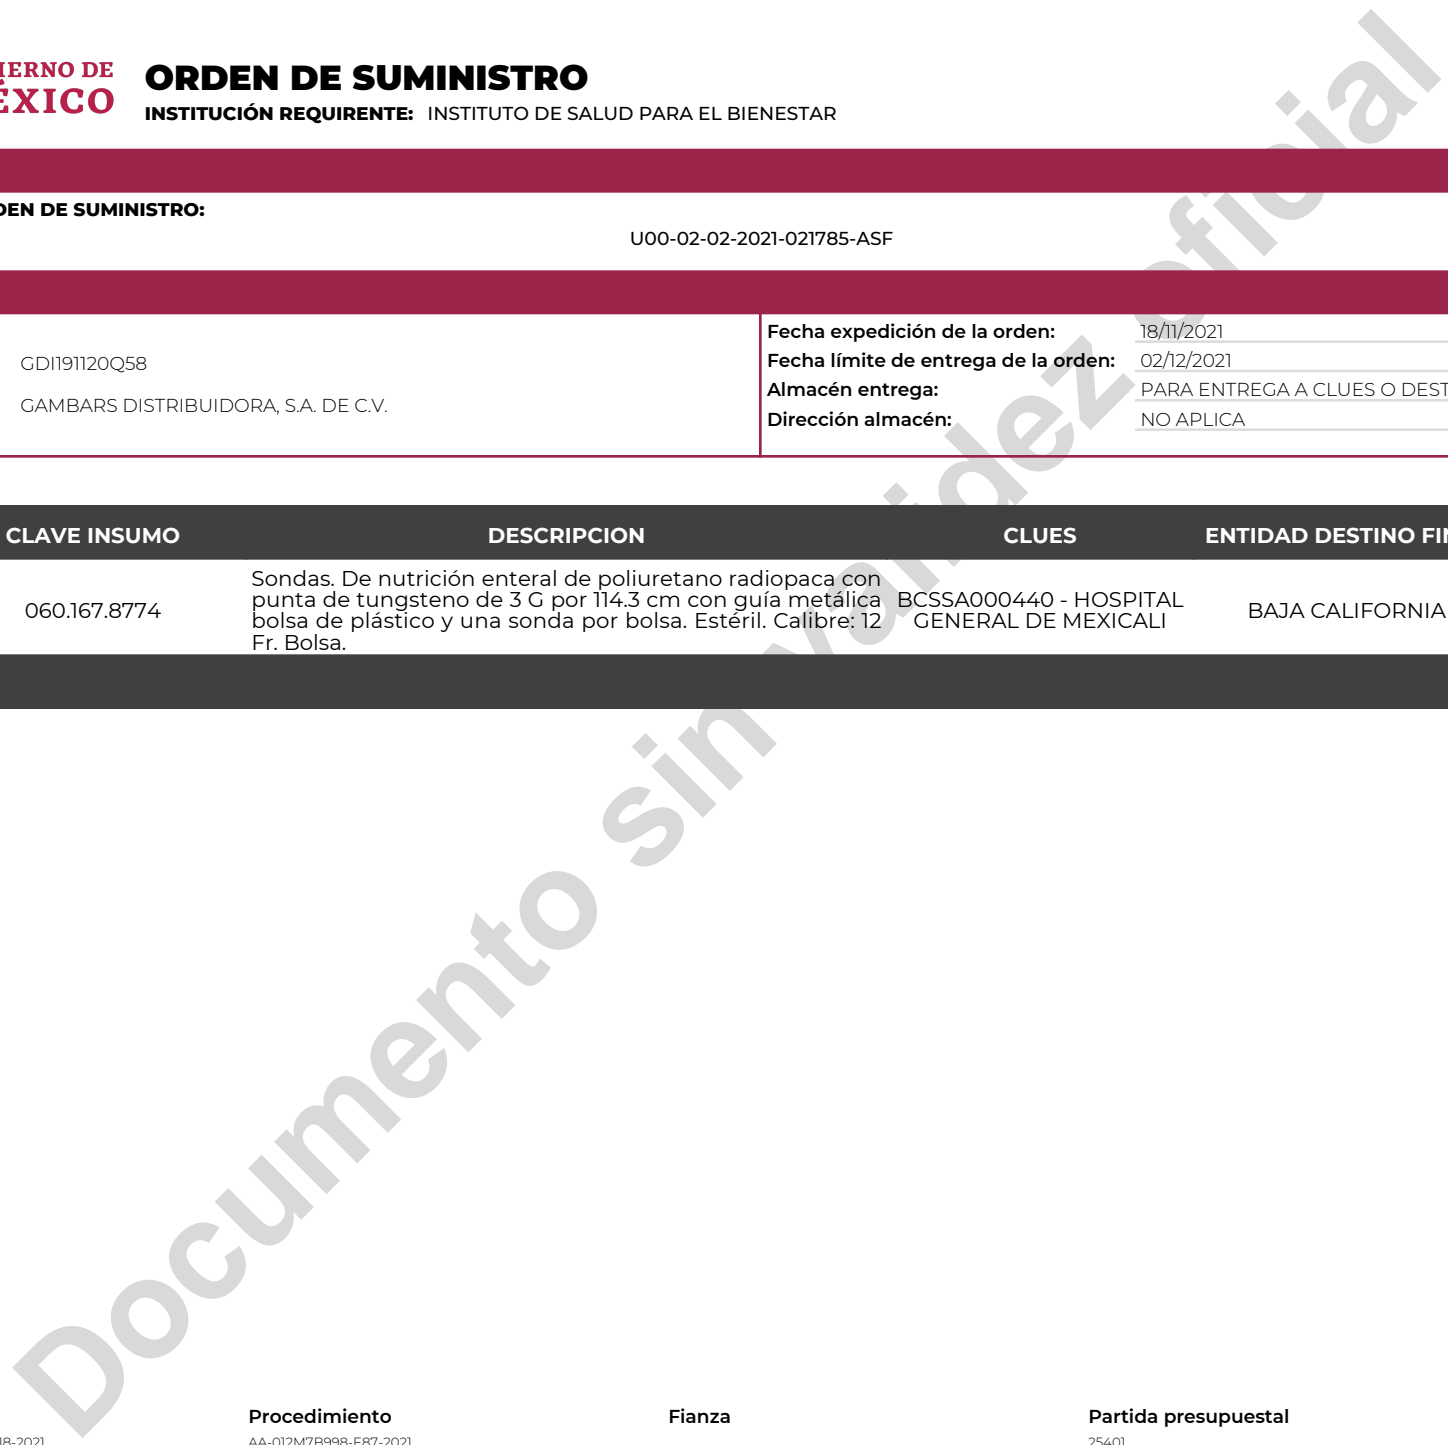 IERNO DE
ÉXICO
ORDEN DE SUMINISTRO
INSTITUCIÓN REQUIRENTE: INSTITUTO DE SALUD PARA EL BIENESTAR
DEN DE SUMINISTRO:
U00-02-02-2021-021785-ASF
GDI191120Q58
GAMBARS DISTRIBUIDORA, S.A. DE C.V.
Fecha expedición de la orden: 18/11/2021
Fecha límite de entrega de la orden: 02/12/2021
Almacén entrega: PARA ENTREGA A CLUES O DEST
Dirección almacén: NO APLICA
CLAVE INSUMO DESCRIPCION CLUES ENTIDAD DESTINO FIN
060.167.8774
Sondas. De nutrición enteral de poliuretano radiopaca con
punta de tungsteno de 3 G por 114.3 cm con guía metálica
bolsa de plástico y una sonda por bolsa. Estéril. Calibre: 12
Fr. Bolsa.
BCSSA000440 - HOSPITAL
GENERAL DE MEXICALI
BAJA CALIFORNIA
Documento sin validez oficial
Procedimiento Fianza Partida presupuestal
18-2021 AA-012M7B998-E87-2021 25401